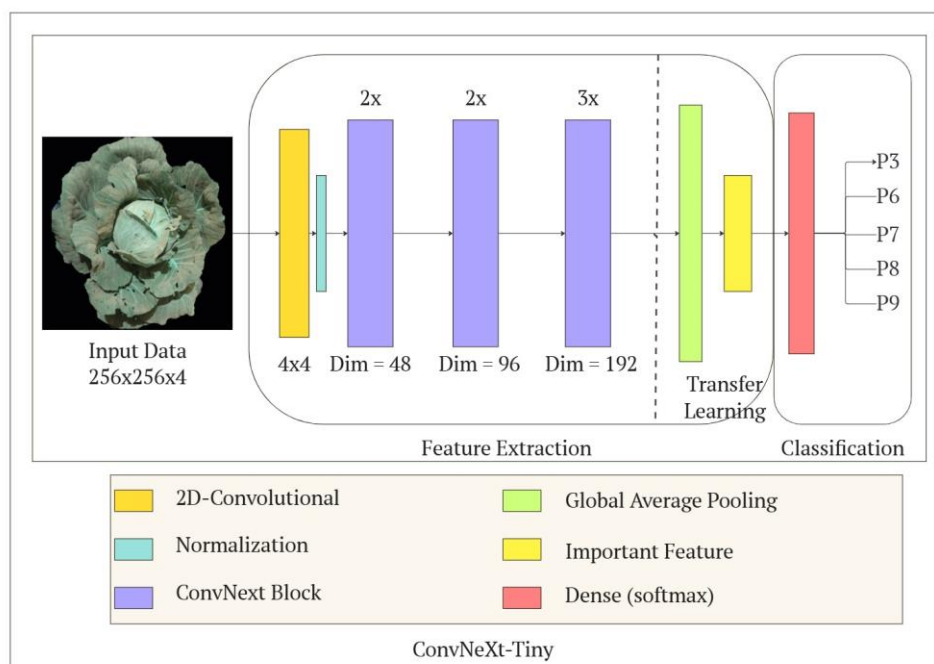 2x
2x
3x
P3
P6
P7
P8
P9
Input Data
256x256x4
4x4
Dim = 48
Dim = 96
Dim = 192
Transfer
Learning
Feature Extraction
Classification
2D-Convolutional
Global Average Pooling
Normalization
Important Feature
ConvNext Block
Dense (softmax)
ConvNeXt-Tiny